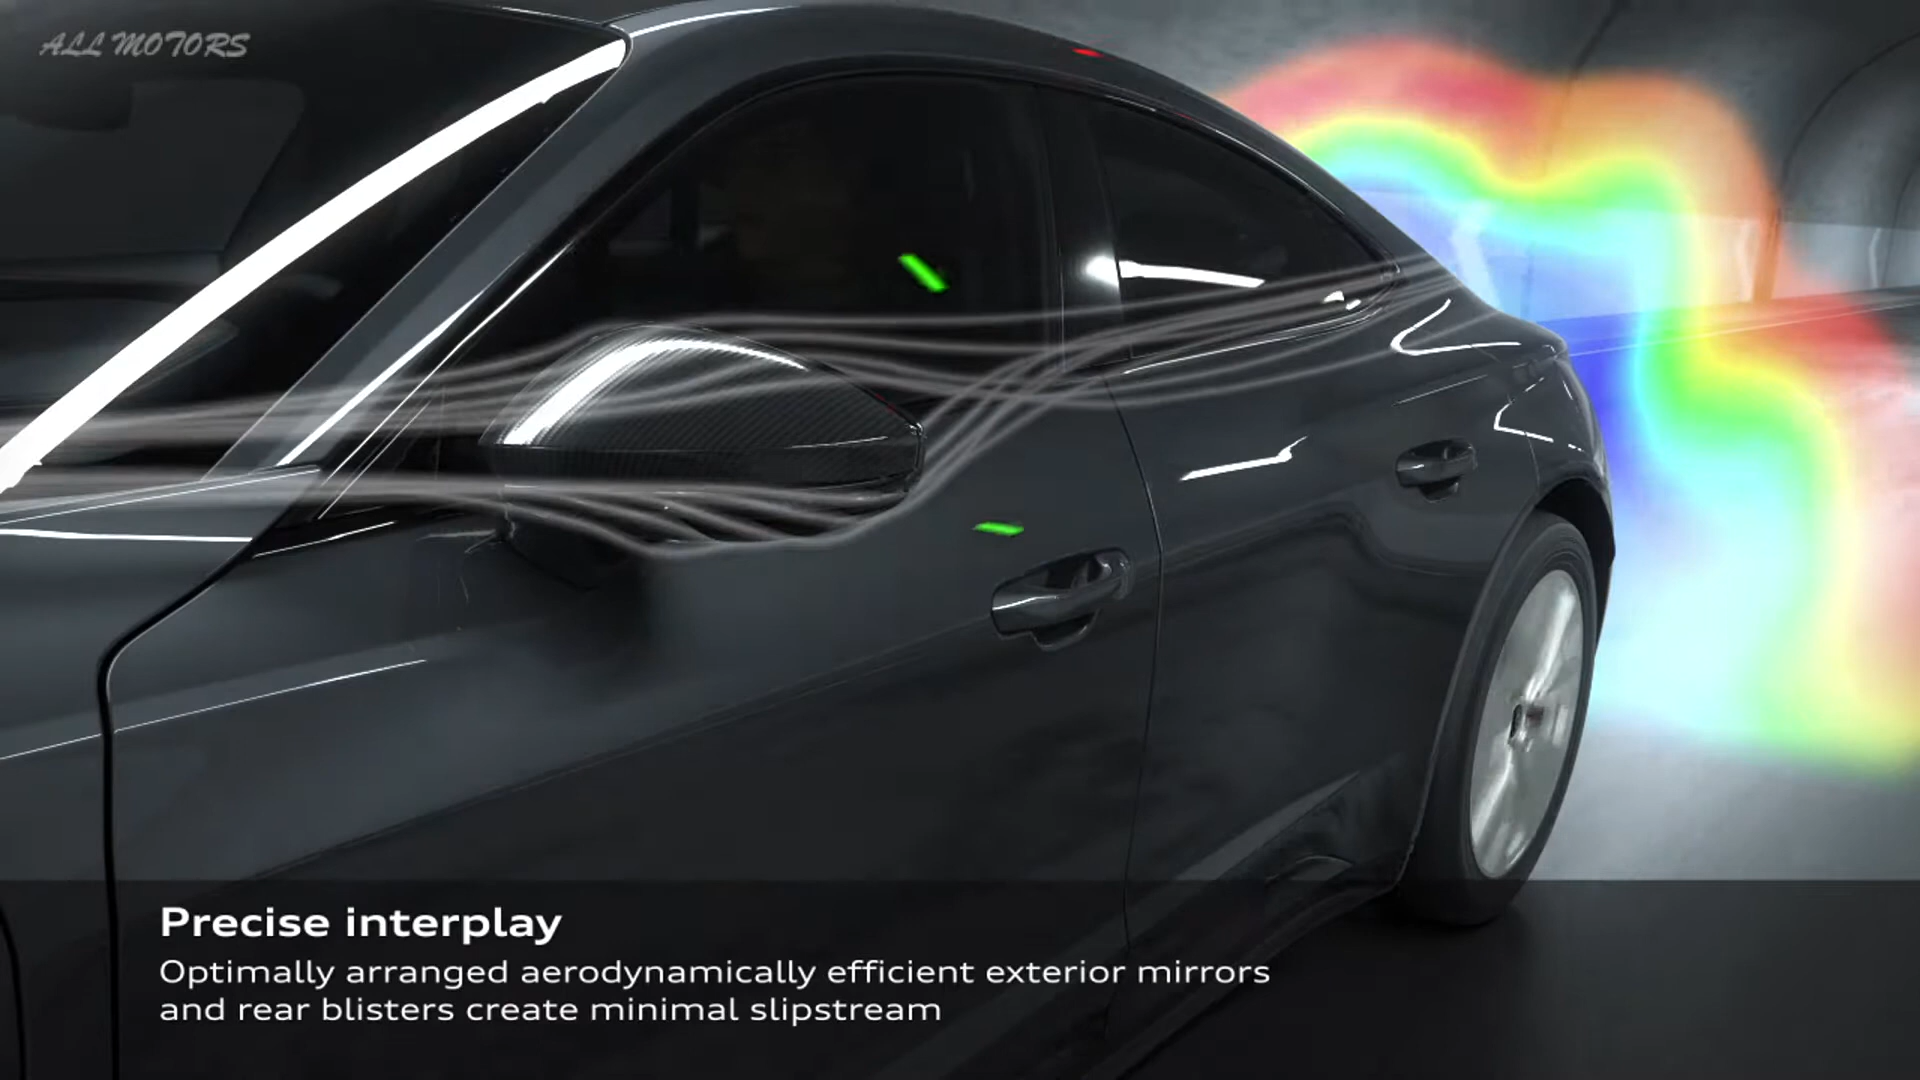 ALL MOTORS
Precise interplay
Optimally arranged aerodynamically efficient exterior mirrors
and rear blisters create minimal slipstream